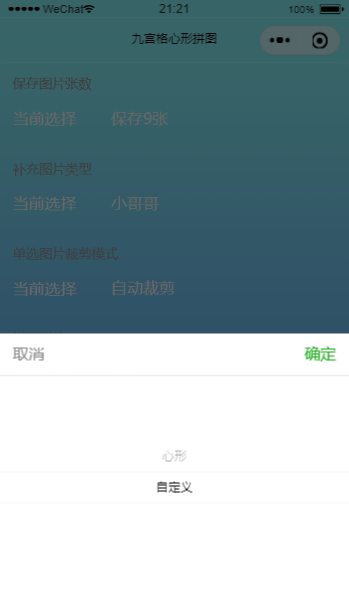 WeChat 21:21 100%
九宫格心形拼图
保存图片张数
当前选择 保存9张
补充图片类型
当前选择 小哥哥
单选图片裁剪模式
当前选择 自动裁剪
取消 确定
心形
自定义